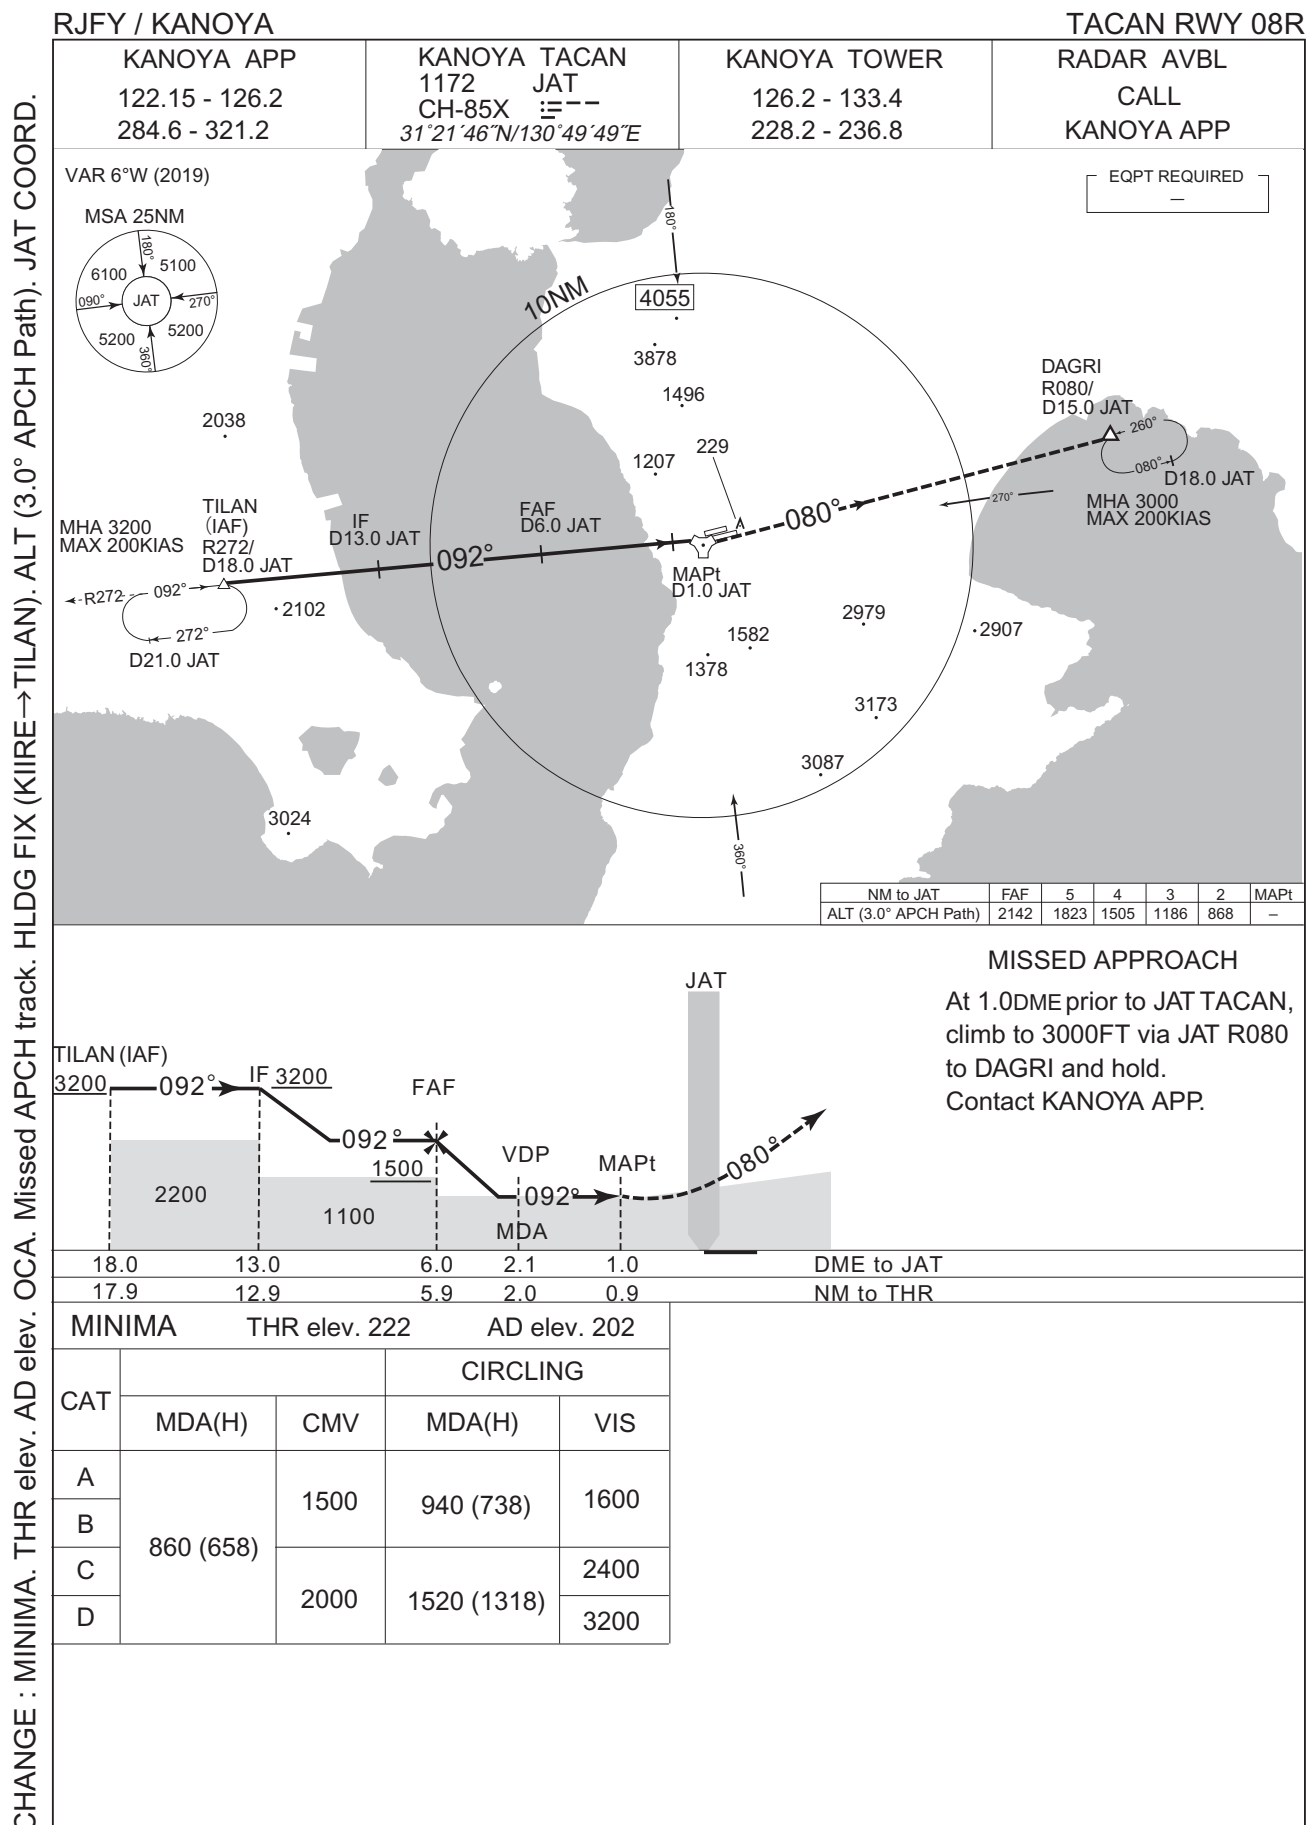 RJFY / KANOYA
TACAN RWY 08R
KANOYA APP
122.15 - 126.2
284.6 - 321.2
KANOYA TACAN
1172 JAT
CH-85X
31°21´46˝N/130°49´49˝E
KANOYA TOWER
126.2 - 133.4
228.2 - 236.8
RADAR AVBL
CALL
KANOYA APP
VAR 6°W (2019)
MSA 25NM
180°
6100
5100
090°
JAT
270°
5200
5200
360°
EQPT REQUIRED
–
180°
10NM
4055
3878
1496
229
1207
2038
DAGRI
R080/
D15.0 JAT
260°
080°
D18.0 JAT
MHA 3000
MAX 200KIAS
270°
080°
TILAN
(IAF)
R272/
D18.0 JAT
MHA 3200
MAX 200KIAS
IF
D13.0 JAT
FAF
D6.0 JAT
092°
MAPt
D1.0 JAT
R272
092°
272°
D21.0 JAT
2102
2979
1582
1378
2907
3173
3087
3024
360°
NM to JAT FAF 5 4 3 2 MAPt
ALT (3.0° APCH Path) 2142 1823 1505 1186 868 –
MISSED APPROACH
At 1.0DME prior to JAT TACAN,
climb to 3000FT via JAT R080
to DAGRI and hold.
Contact KANOYA APP.
JAT
TILAN (IAF)
3200
092°
IF 3200
FAF
092°
1500
VDP
MAPt
092°
080°
2200
1100
MDA
18.0 13.0 6.0 2.1 1.0 DME to JAT
17.9 12.9 5.9 2.0 0.9 NM to THR
MINIMA THR elev. 222 AD elev. 202
CAT
CIRCLING
MDA(H) CMV MDA(H) VIS
A
B
C
D
860 (658)
1500
2000
940 (738)
1520 (1318)
1600
2400
3200
CHANGE : MINIMA. THR elev. AD elev. OCA. Missed APCH track. HLDG FIX (KIIRE→TILAN). ALT (3.0° APCH Path). JAT COORD.